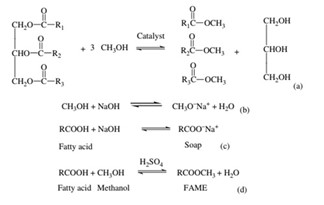 O
CH₂O–C–R₁
O
CHO–C–R₂
O
CH₂O–C–R₃
+ 3 CH₃OH
Catalyst
O
R₁C–OCH₃
O
R₂C–OCH₃
O
R₃C–OCH₃
+
CH₂OH
CHOH
CH₂OH
(a)
CH₃OH + NaOH ⇌ CH₃O⁻Na⁺ + H₂O (b)
RCOOH + NaOH ⇌ RCOO⁻Na⁺
Fatty acid Soap (c)
H₂SO₄
RCOOH + CH₃OH ⇌ RCOOCH₃ + H₂O
Fatty acid Methanol FAME (d)